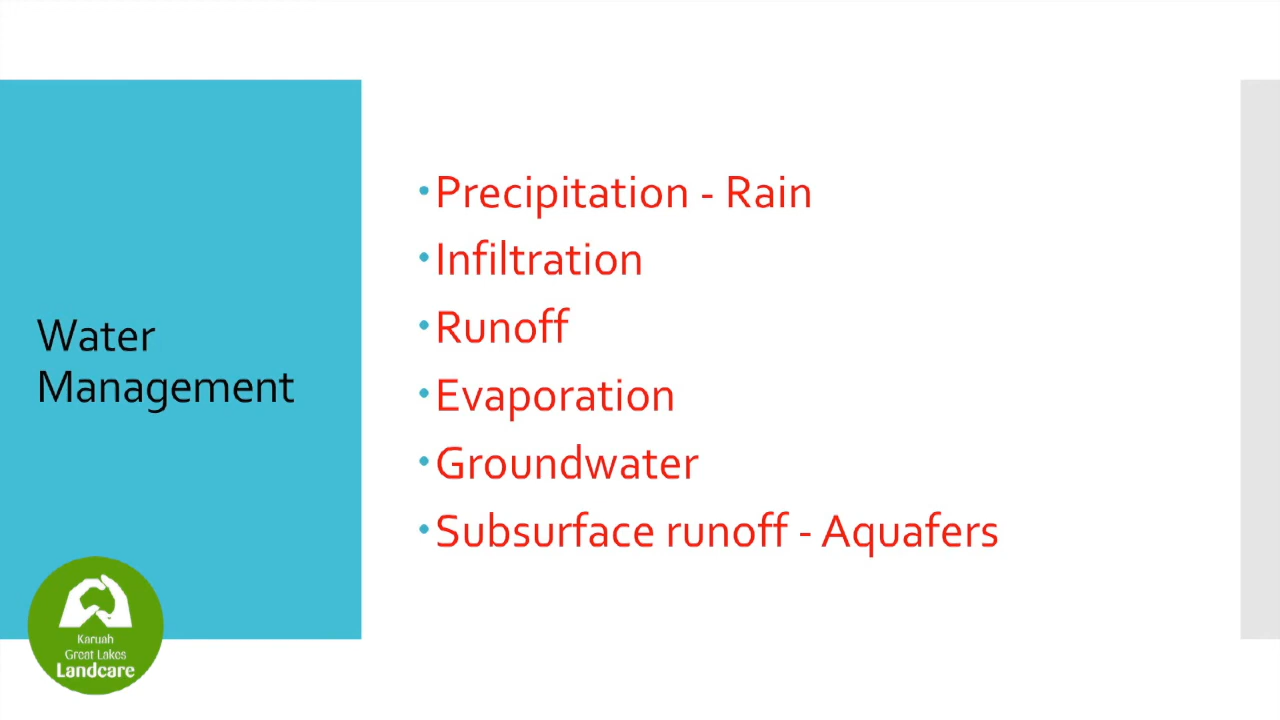 Water
Management
•Precipitation - Rain
•Infiltration
•Runoff
•Evaporation
•Groundwater
•Subsurface runoff - Aquafers
Karuah
Great Lakes
Landcare